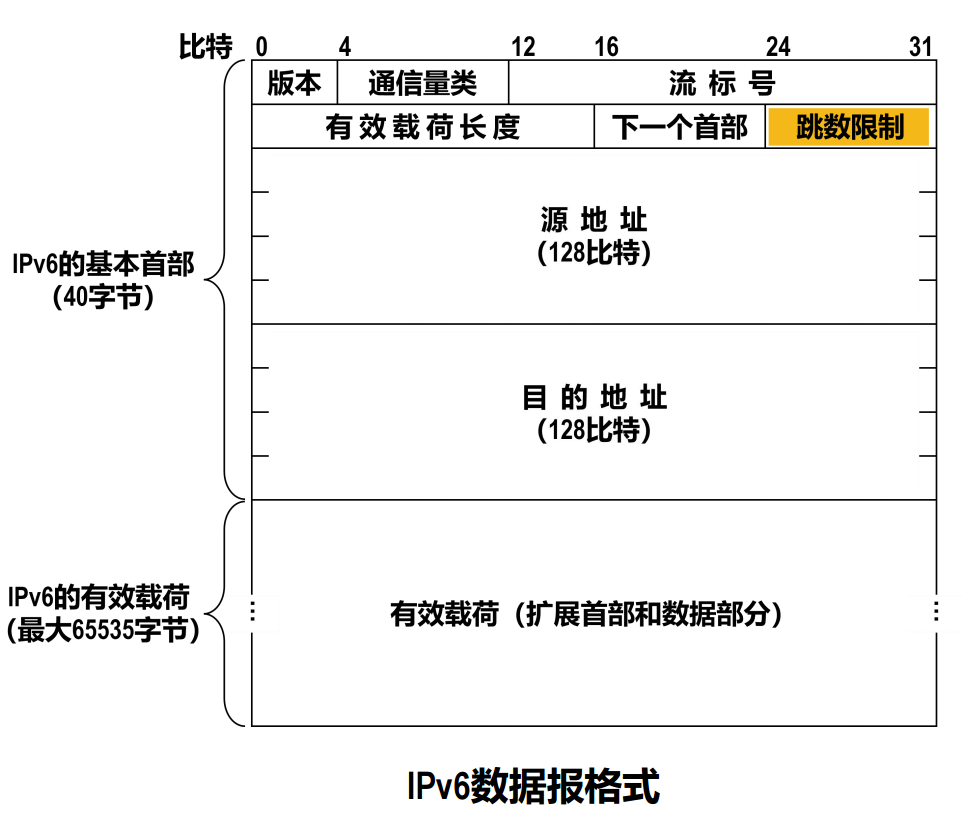 比特 0 4 12 16 24 31
版本 通信量类 流标号
有效载荷长度 下一个首部 跳数限制
源地址
(128比特)
IPv6的基本首部
(40字节)
目的地址
(128比特)
IPv6的有效载荷
(最大65535字节)
有效载荷（扩展首部和数据部分）
IPv6数据报格式